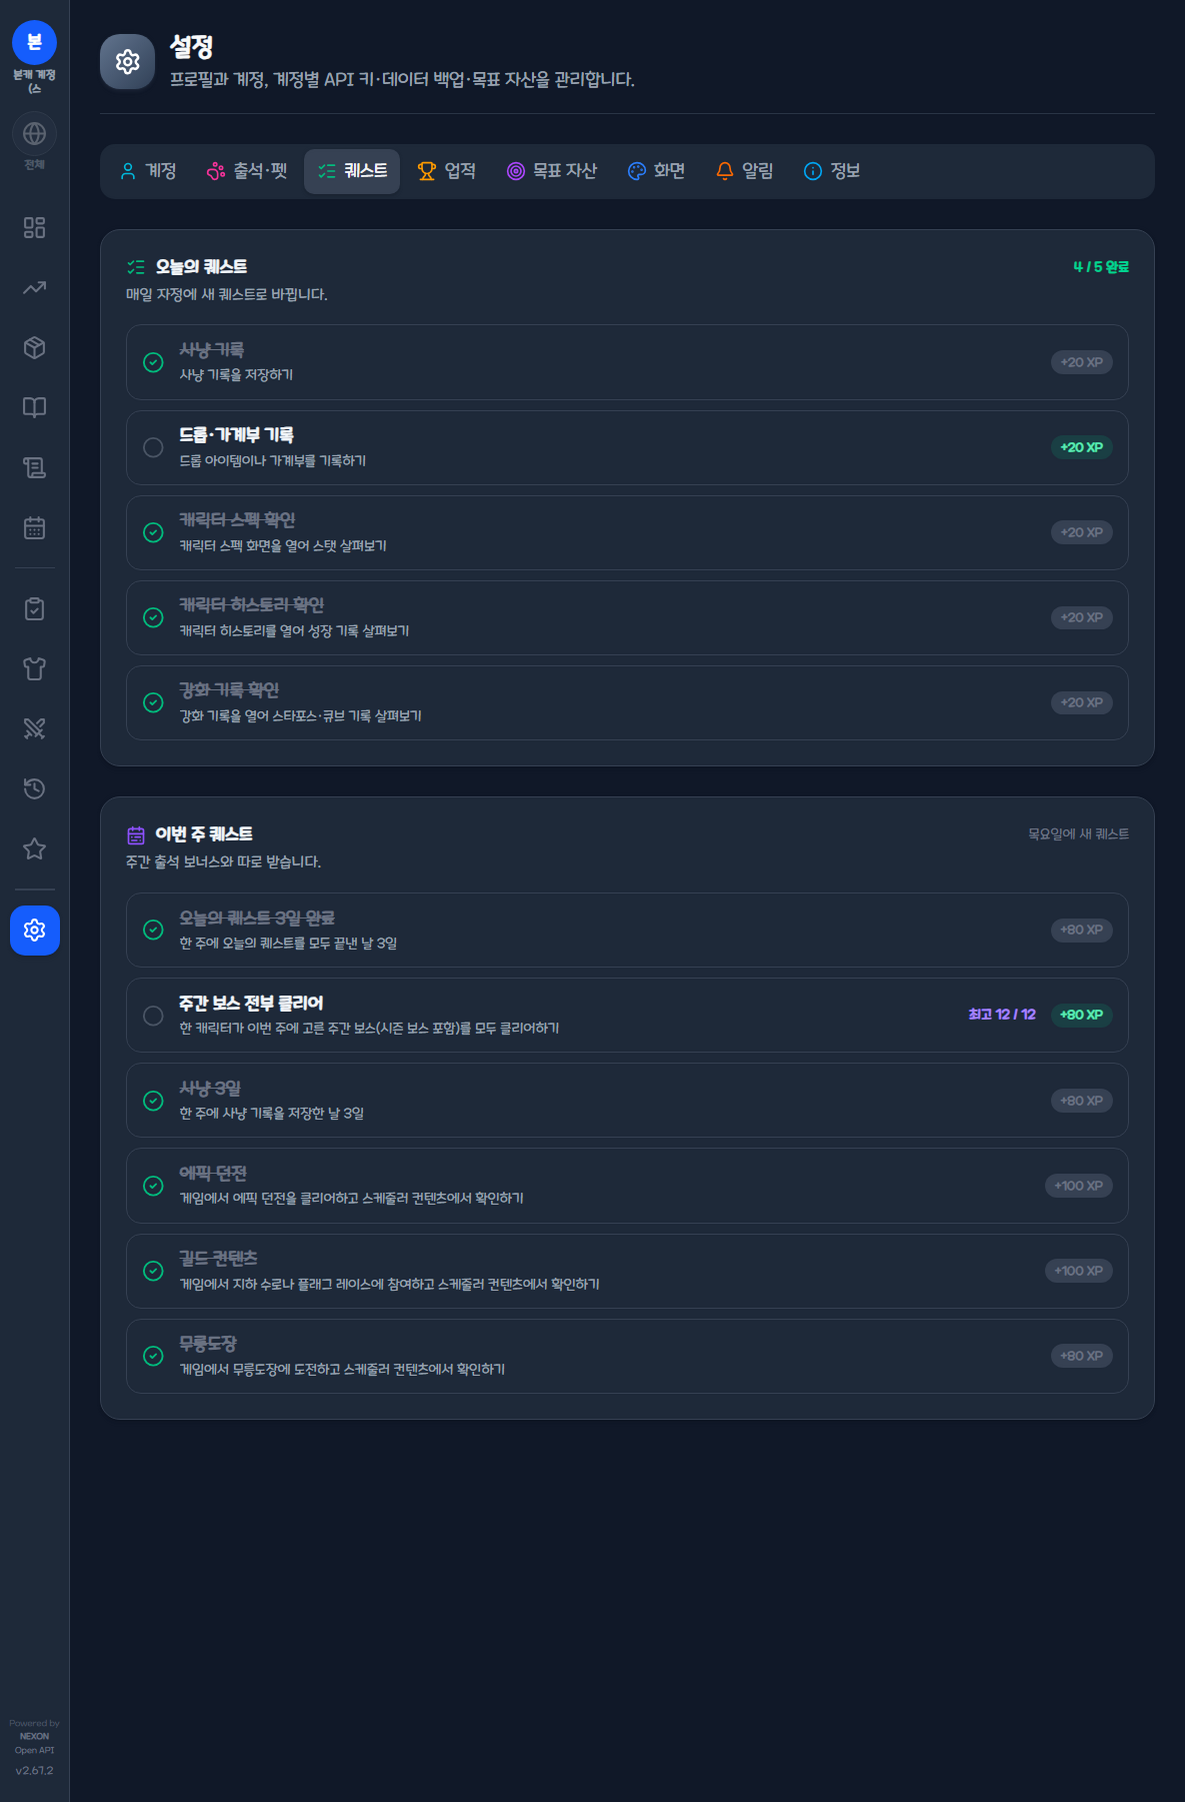 본
본캐 계정
(스
전체
Powered by
NEXON
Open API
v2.67.2
설정
프로필과 계정, 계정별 API 키·데이터 백업·목표 자산을 관리합니다.
계정
출석·펫
퀘스트
업적
목표 자산
화면
알림
정보
오늘의 퀘스트
4 / 5 완료
매일 자정에 새 퀘스트로 바뀝니다.
사냥 기록
+20 XP
사냥 기록을 저장하기
드롭·가계부 기록
+20 XP
드롭 아이템이나 가계부를 기록하기
캐릭터 스펙 확인
+20 XP
캐릭터 스펙 화면을 열어 스탯 살펴보기
캐릭터 히스토리 확인
+20 XP
캐릭터 히스토리를 열어 성장 기록 살펴보기
강화 기록 확인
+20 XP
강화 기록을 열어 스타포스·큐브 기록 살펴보기
이번 주 퀘스트
목요일에 새 퀘스트
주간 출석 보너스와 따로 받습니다.
오늘의 퀘스트 3일 완료
+80 XP
한 주에 오늘의 퀘스트를 모두 끝낸 날 3일
주간 보스 전부 클리어
최고 12 / 12
+80 XP
한 캐릭터가 이번 주에 고른 주간 보스(시즌 보스 포함)를 모두 클리어하기
사냥 3일
+80 XP
한 주에 사냥 기록을 저장한 날 3일
에픽 던전
+100 XP
게임에서 에픽 던전을 클리어하고 스케줄러 컨텐츠에서 확인하기
길드 컨텐츠
+100 XP
게임에서 지하 수로나 플래그 레이스에 참여하고 스케줄러 컨텐츠에서 확인하기
무릉도장
+80 XP
게임에서 무릉도장에 도전하고 스케줄러 컨텐츠에서 확인하기